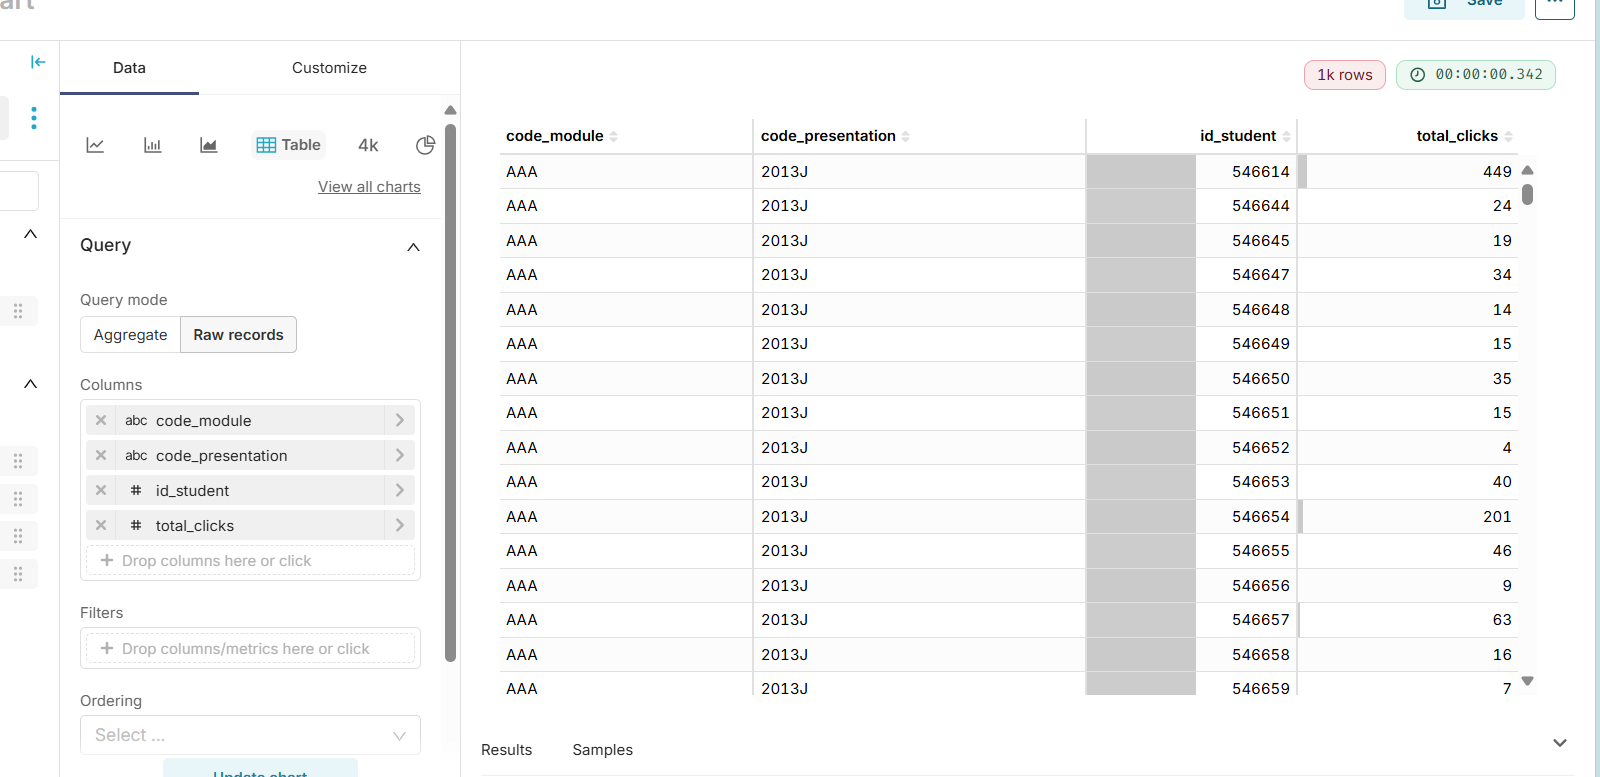 art
Save
Data
Customize
1k rows
00:00:00.342
Table
4k
View all charts
Query
Query mode
Aggregate
Raw records
Columns
abc code_module
abc code_presentation
# id_student
# total_clicks
+ Drop columns here or click
Filters
+ Drop columns/metrics here or click
Ordering
Select ...
Update chart
code_module code_presentation id_student total_clicks
AAA 2013J 546614 449
AAA 2013J 546644 24
AAA 2013J 546645 19
AAA 2013J 546647 34
AAA 2013J 546648 14
AAA 2013J 546649 15
AAA 2013J 546650 35
AAA 2013J 546651 15
AAA 2013J 546652 4
AAA 2013J 546653 40
AAA 2013J 546654 201
AAA 2013J 546655 46
AAA 2013J 546656 9
AAA 2013J 546657 63
AAA 2013J 546658 16
AAA 2013J 546659 7
Results
Samples